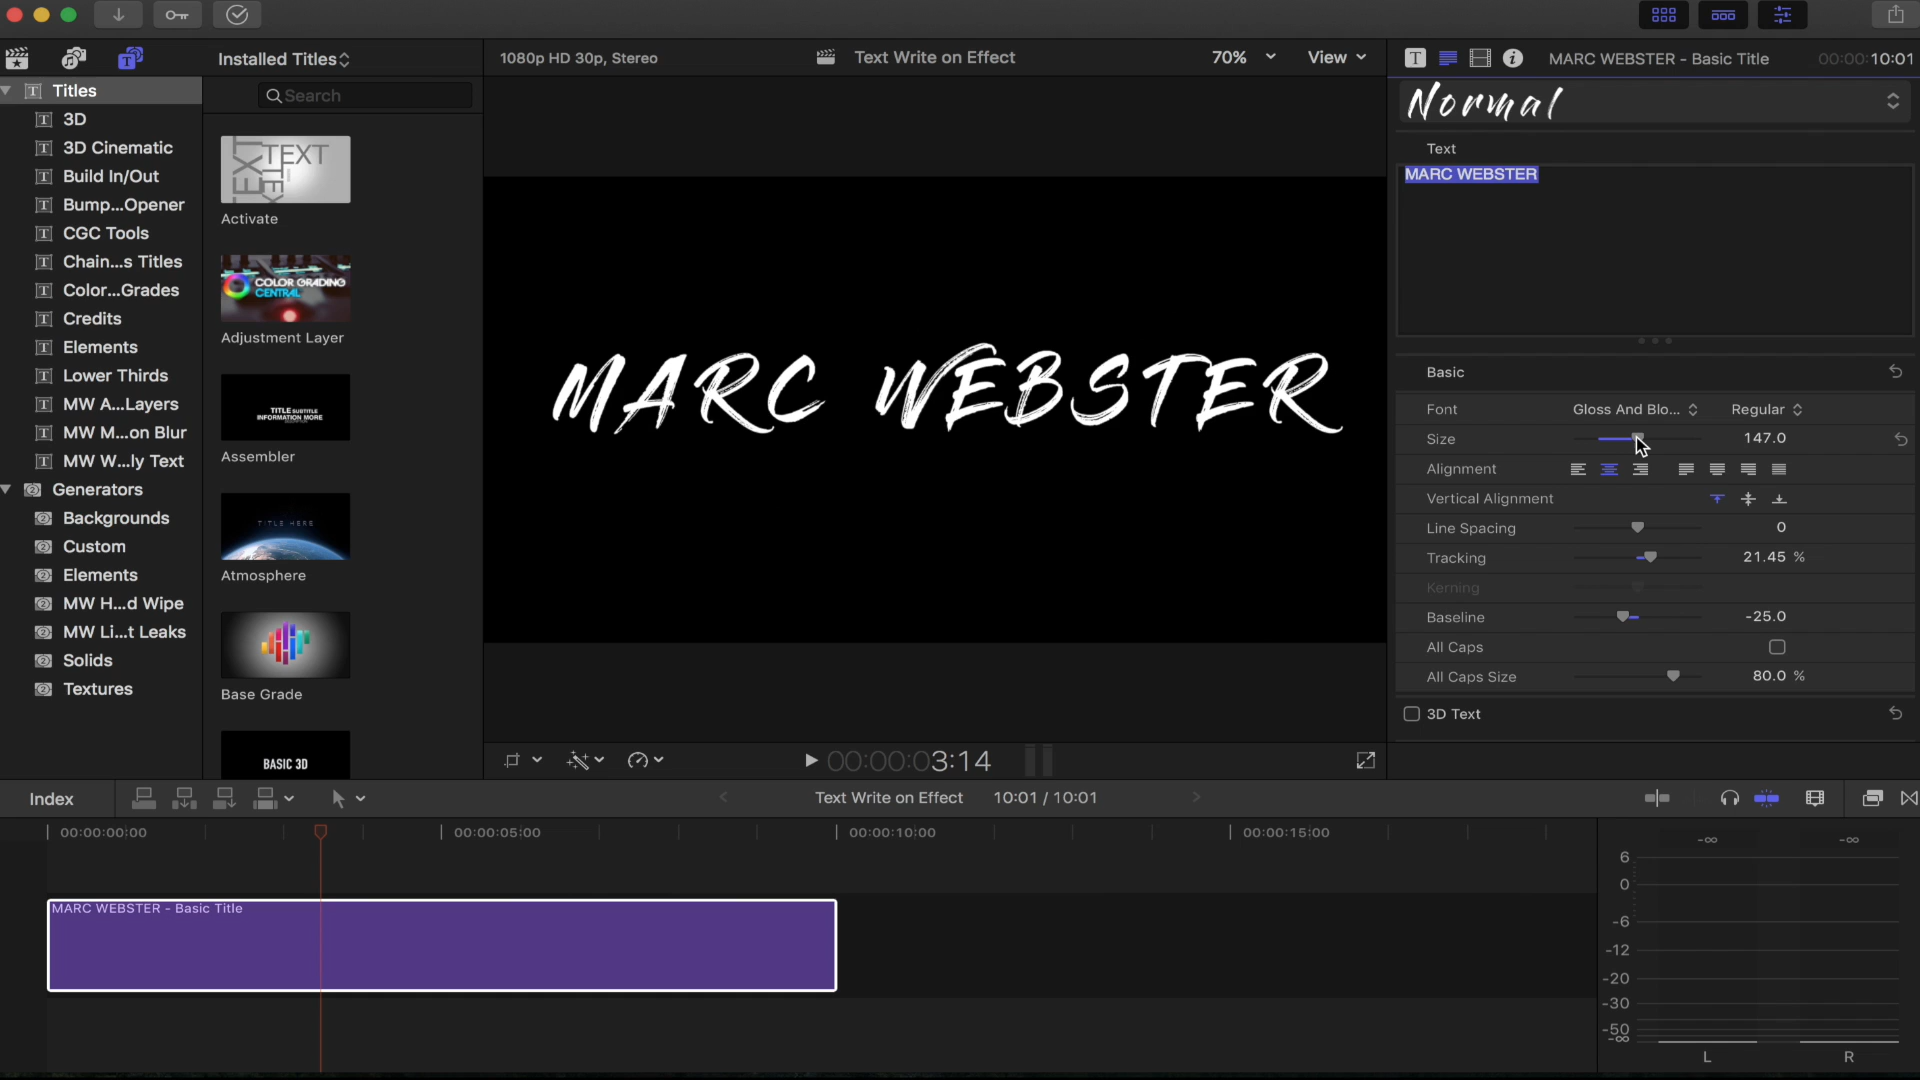 Installed Titles
1080p HD 30p, Stereo
Text Write on Effect
70%
View
MARC WEBSTER - Basic Title
00:00:10:01
Titles
Search
Normal
3D
3D Cinematic
Build In/Out
Bump...Opener
CGC Tools
Chain...s Titles
Color...Grades
Credits
Elements
Lower Thirds
MW A...Layers
MW M...on Blur
MW W...ly Text
Generators
Backgrounds
Custom
Elements
MW H...d Wipe
MW Li...t Leaks
Solids
Textures
TEXT
Activate
COLOR GRADING
CENTRAL
Adjustment Layer
TITLE SUBTITLE
INFORMATION MORE
Assembler
TITLE HERE
Atmosphere
Base Grade
BASIC 3D
MARC WEBSTER
Text
MARC WEBSTER
Basic
Font
Gloss And Blo...
Regular
Size
147.0
Alignment
Vertical Alignment
Line Spacing
0
Tracking
21.45 %
Kerning
Baseline
-25.0
All Caps
All Caps Size
80.0 %
3D Text
00:00:03:14
Index
Text Write on Effect
10:01 / 10:01
00:00:00:00
00:00:05:00
00:00:10:00
00:00:15:00
MARC WEBSTER - Basic Title
-∞
-∞
6
0
-6
-12
-20
-30
-50
-∞
L
R